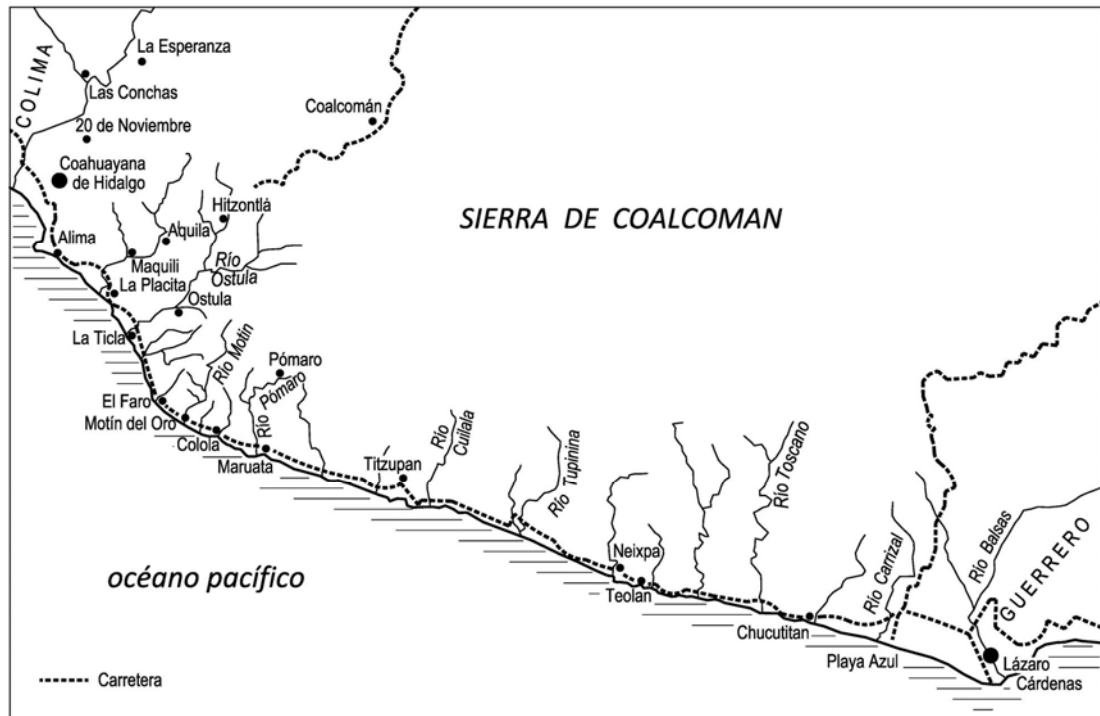 La Esperanza
COLIMA
Las Conchas
Coalcomán
20 de Noviembre
Coahuayana
de Hidalgo
Hitzontlá
SIERRA DE COALCOMAN
Aquila
Alima
Maquili
Río
Ostula
La Placita
Ostula
La Ticla
Río Motin
Pómaro
Río Pómaro
El Faro
Motín del Oro
Colola
Maruata
Titzupan
Río
Cuilala
Río Tupinina
Río Toscano
Neixpa
Teolan
Río Carrizal
Río Balsas
GUERRERO
océano pacífico
Chucutitan
Playa Azul
Lázaro
Cárdenas
Carretera